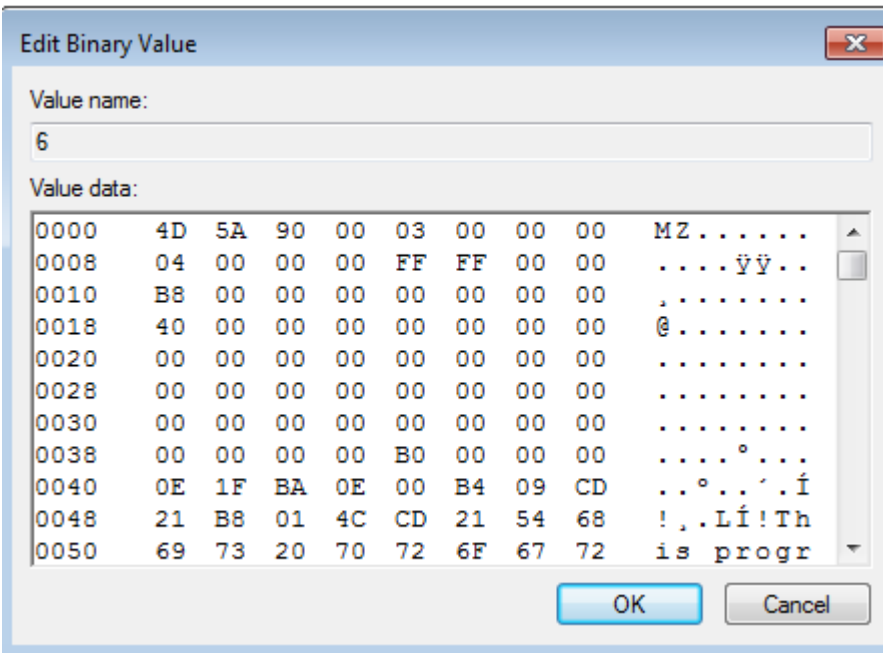 Edit Binary Value
Value name:
6
Value data:
0000 4D 5A 90 00 03 00 00 00 MZ......
0008 04 00 00 00 FF FF 00 00 ....ÿÿ..
0010 B8 00 00 00 00 00 00 00 ¸.......
0018 40 00 00 00 00 00 00 00 @.......
0020 00 00 00 00 00 00 00 00 ........
0028 00 00 00 00 00 00 00 00 ........
0030 00 00 00 00 00 00 00 00 ........
0038 00 00 00 00 B0 00 00 00 ....°...
0040 0E 1F BA 0E 00 B4 09 CD ..º..´.Í
0048 21 B8 01 4C CD 21 54 68 !¸.LÍ!Th
0050 69 73 20 70 72 6F 67 72 is progr
OK Cancel